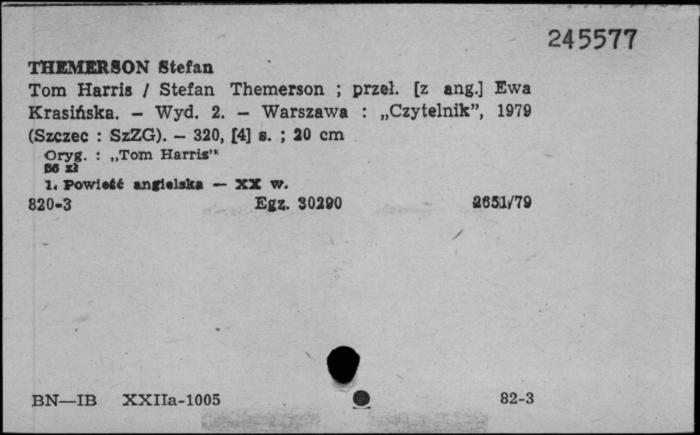 245577
THEMERSON Stefan
Tom Harris / Stefan Themerson ; przeł. [z ang.] Ewa
Krasińska. — Wyd. 2. — Warszawa : „Czytelnik”, 1979
(Szczec : SzZG). — 320, [4] s. ; 20 cm
Oryg. : „Tom Harris”
56 zł
1. Powieść angielska — XX w.
820-3 Egz. 30290 2651/79
BN—IB XXIIa-1005 82-3